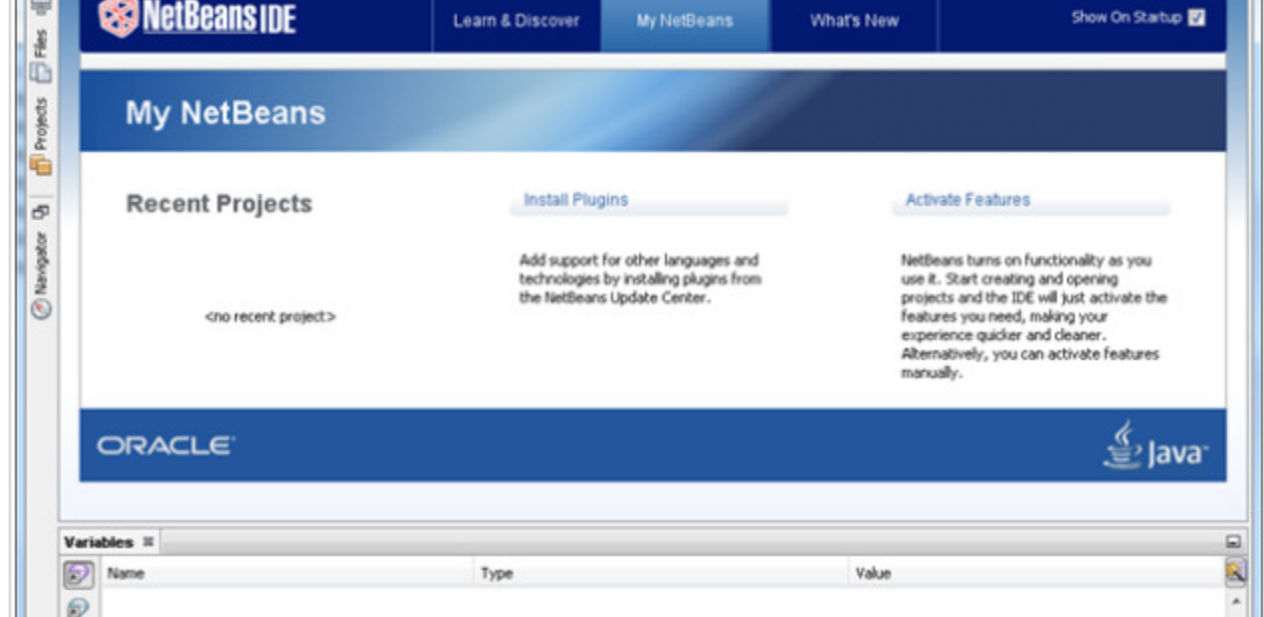 NetBeans IDE
Learn & Discover
My NetBeans
What's New
Show On Startup
Files
Projects
Navigator
My NetBeans
Recent Projects
<no recent project>
Install Plugins
Add support for other languages and
technologies by installing plugins from
the NetBeans Update Center.
Activate Features
NetBeans turns on functionality as you
use it. Start creating and opening
projects and the IDE will just activate the
features you need, making your
experience quicker and cleaner.
Alternatively, you can activate features
manually.
ORACLE
Java
Variables
Name
Type
Value